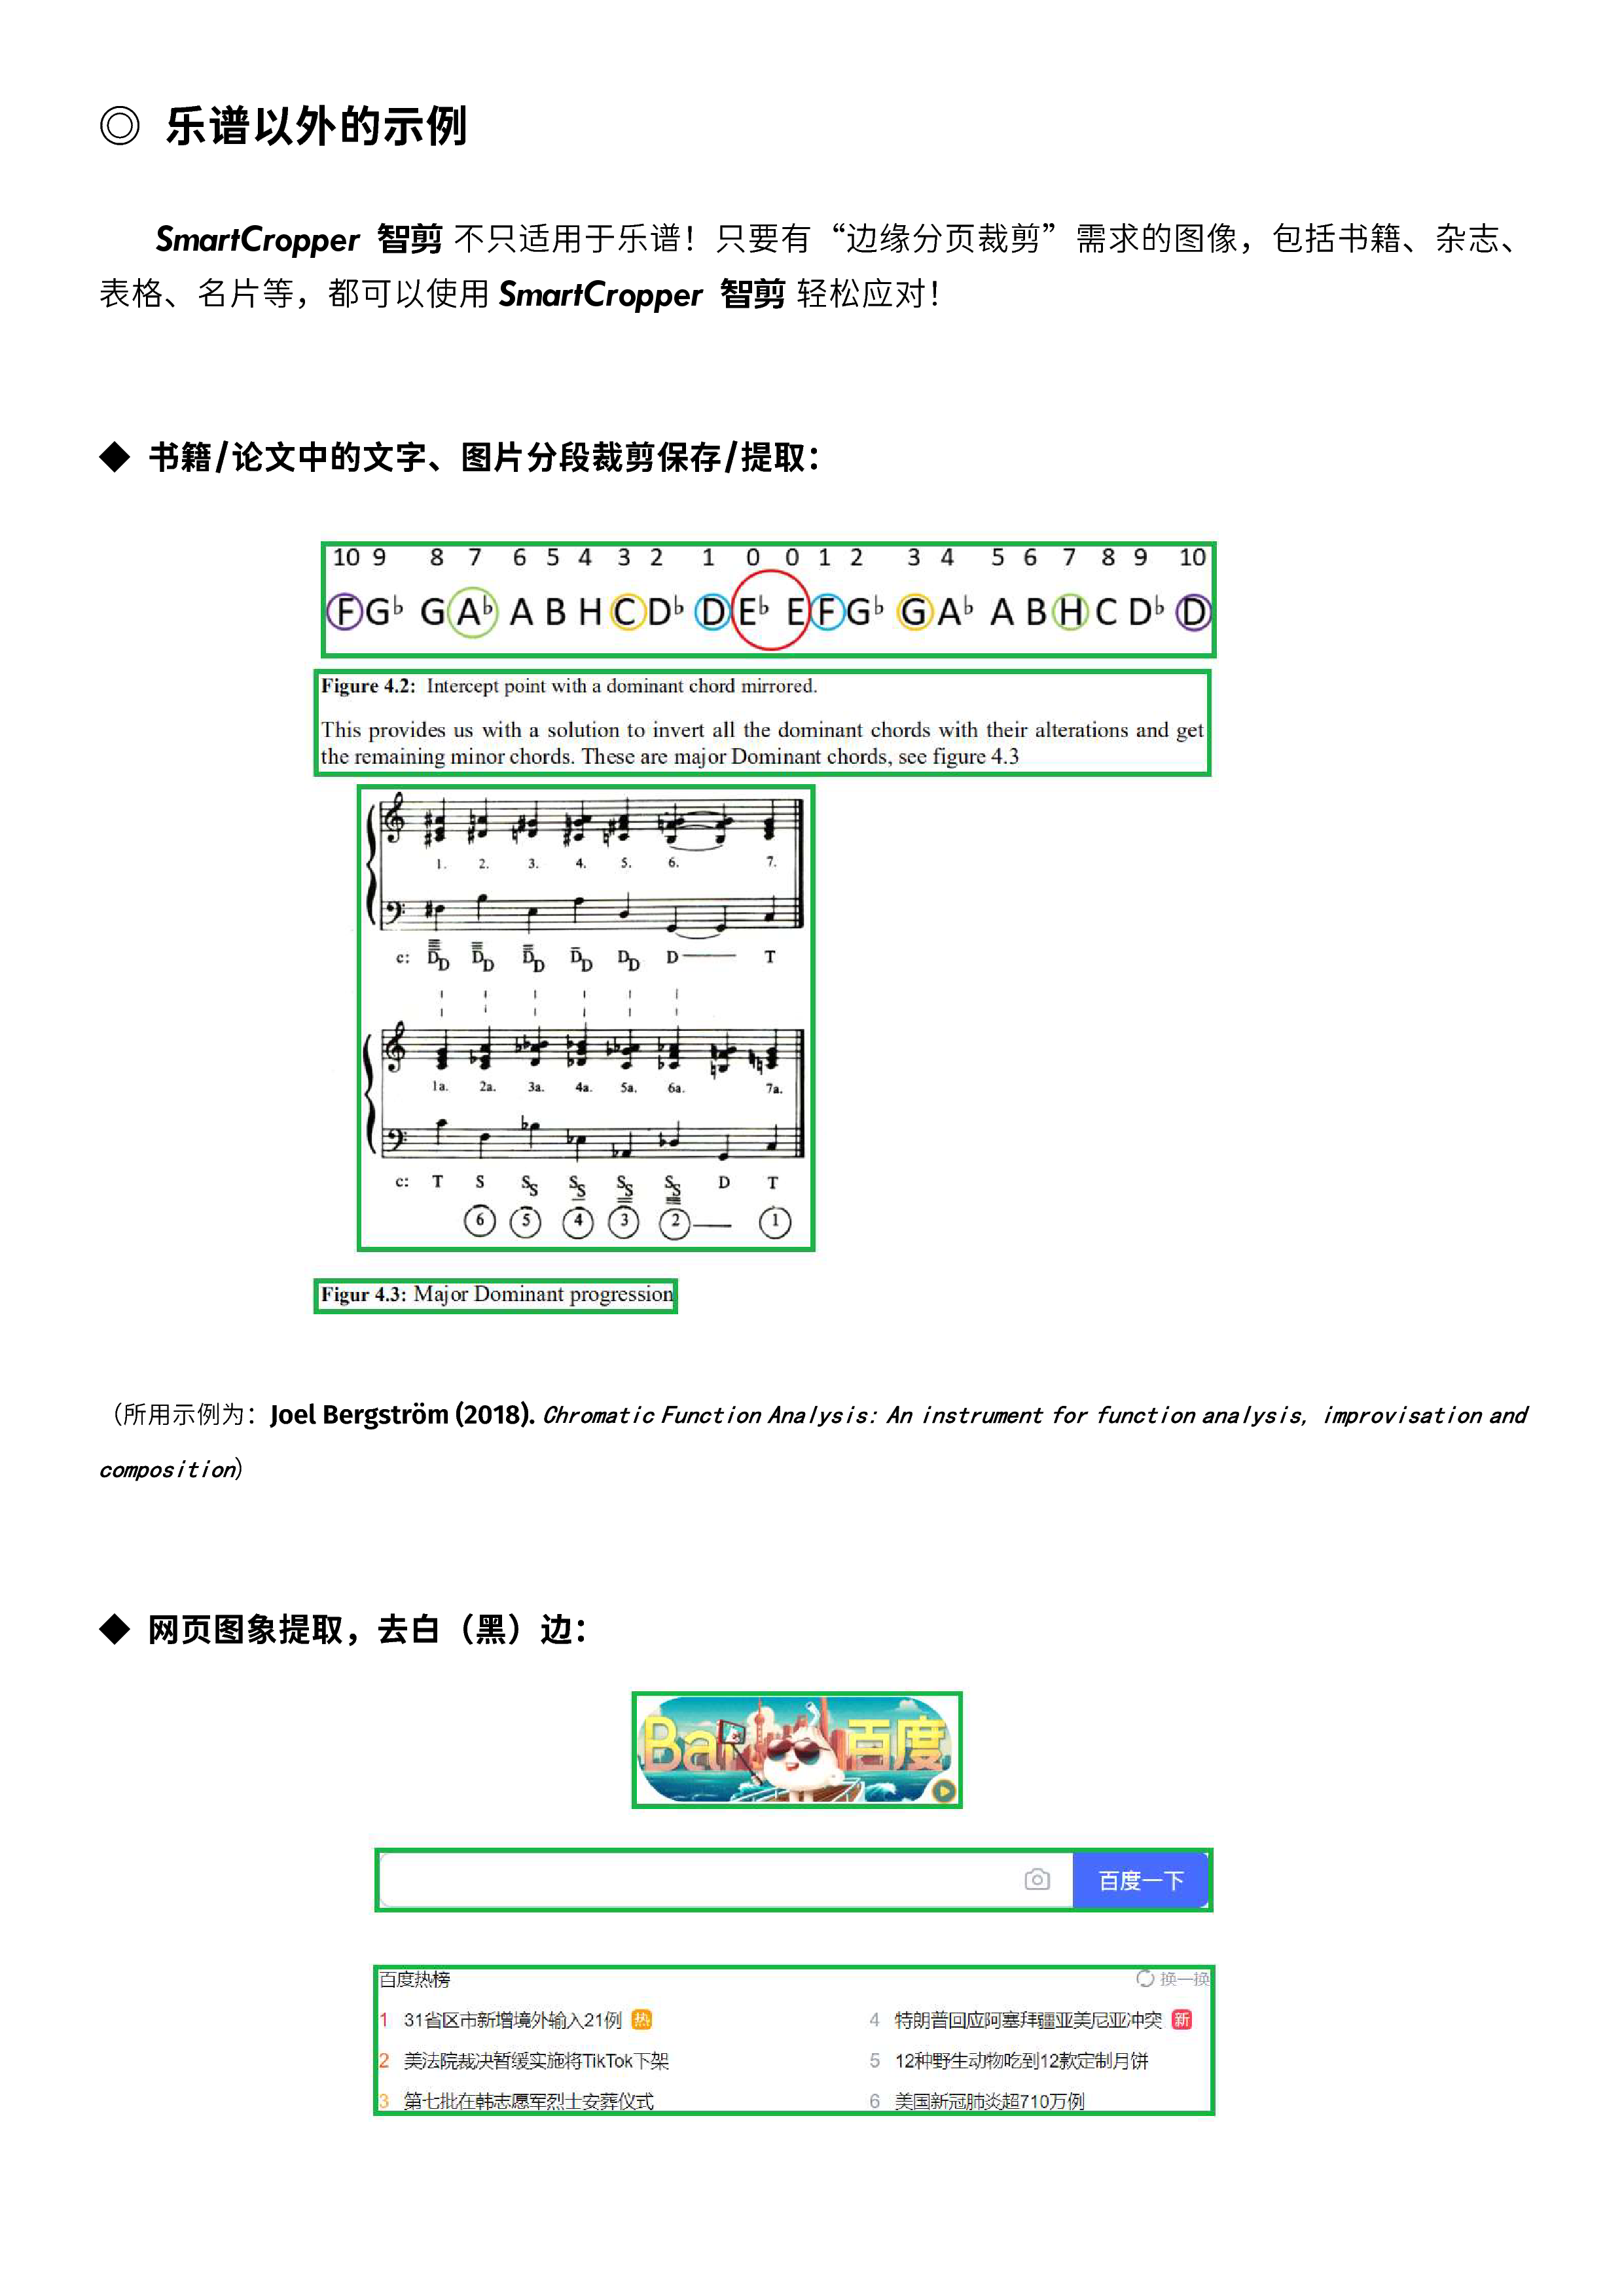 ◎ 乐谱以外的示例
SmartCropper 智剪 不只适用于乐谱！只要有“边缘分页裁剪”需求的图像，包括书籍、杂志、
表格、名片等，都可以使用 SmartCropper 智剪 轻松应对！
◆ 书籍/论文中的文字、图片分段裁剪保存/提取：
10 9 8 7 6 5 4 3 2 1 0 0 1 2 3 4 5 6 7 8 9 10
F G♭ G A♭ A B H C D♭ D E♭ E F G♭ G A♭ A B H C D♭ D
Figure 4.2: Intercept point with a dominant chord mirrored.
This provides us with a solution to invert all the dominant chords with their alterations and get
the remaining minor chords. These are major Dominant chords, see figure 4.3
1. 2. 3. 4. 5. 6. 7.
c: DD DD DD DD DD D T
1a. 2a. 3a. 4a. 5a. 6a. 7a.
c: T S SS SS SS SS D T
6 5 4 3 2 1
Figur 4.3: Major Dominant progression
（所用示例为：Joel Bergström (2018). Chromatic Function Analysis: An instrument for function analysis, improvisation and
composition）
◆ 网页图象提取，去白（黑）边：
Bai 百度
百度一下
百度热榜 换一换
1 31省区市新增境外输入21例 热 4 特朗普回应阿塞拜疆亚美尼亚冲突 新
2 美法院裁决暂缓实施将TikTok下架 5 12种野生动物吃到12款定制月饼
3 第七批在韩志愿军烈士安葬仪式 6 美国新冠肺炎超710万例